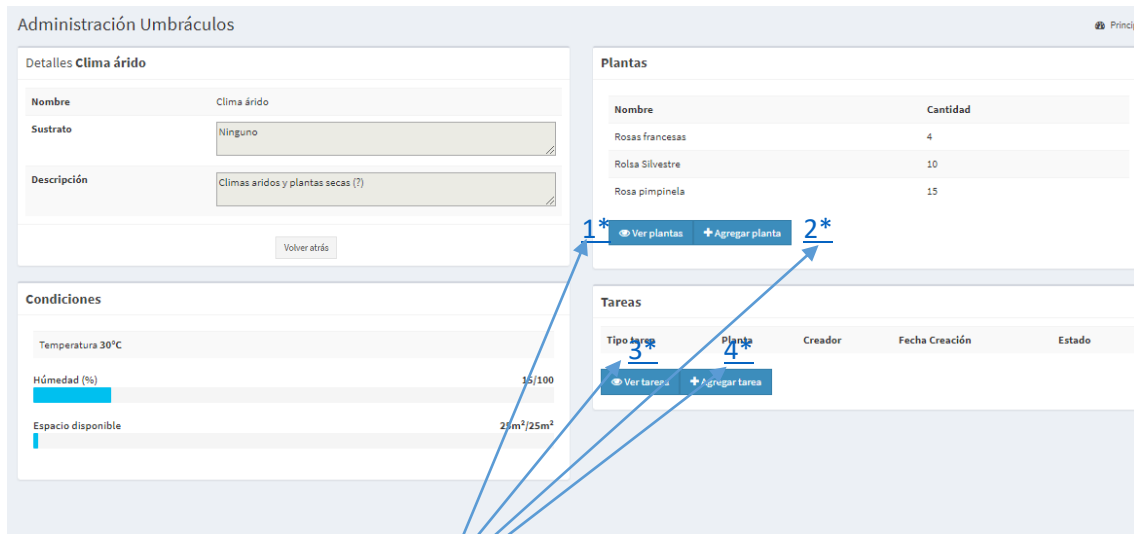 Administración Umbráculos
Princip
Detalles Clima árido
Nombre Clima árido
Sustrato Ninguno
Descripción Climas aridos y plantas secas (?)
Volver atrás
Condiciones
Temperatura 30°C
Húmedad (%) 15/100
Espacio disponible 25m²/25m²
Plantas
Nombre Cantidad
Rosas francesas 4
Rolsa Silvestre 10
Rosa pimpinela 15
1* Ver plantas Agregar planta 2*
Tareas
Tipo tarea Planta Creador Fecha Creación Estado
3* 4*
Ver tareas Agregar tarea